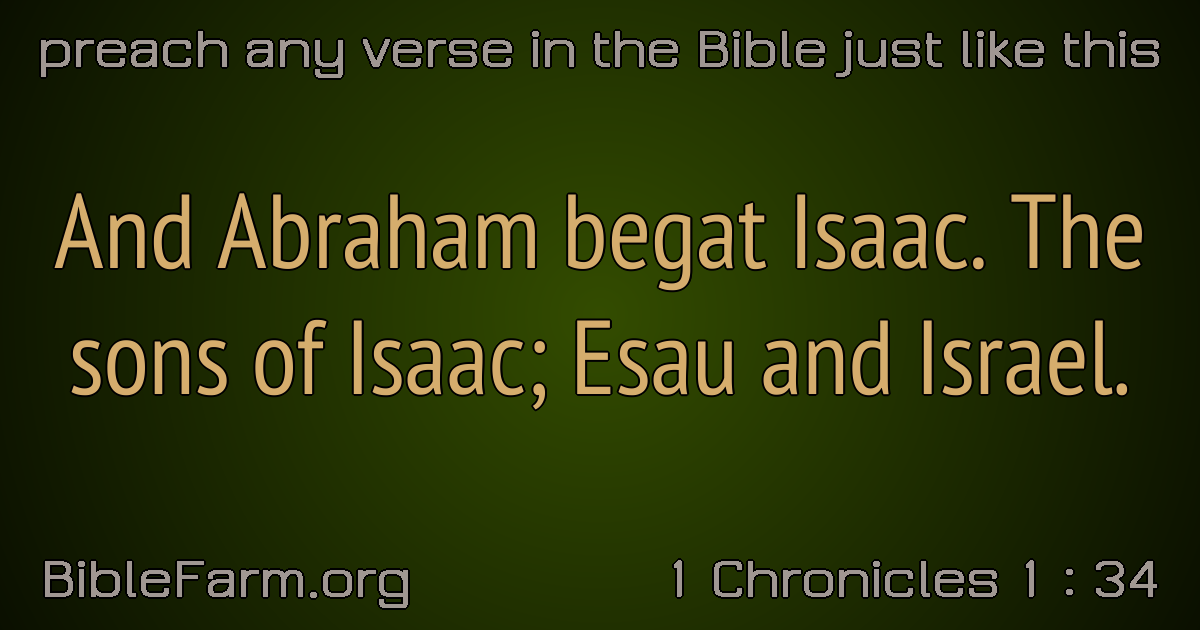 preach any verse in the Bible just like this
And Abraham begat Isaac. The
sons of Isaac; Esau and Israel.
BibleFarm.org
1 Chronicles 1 : 34